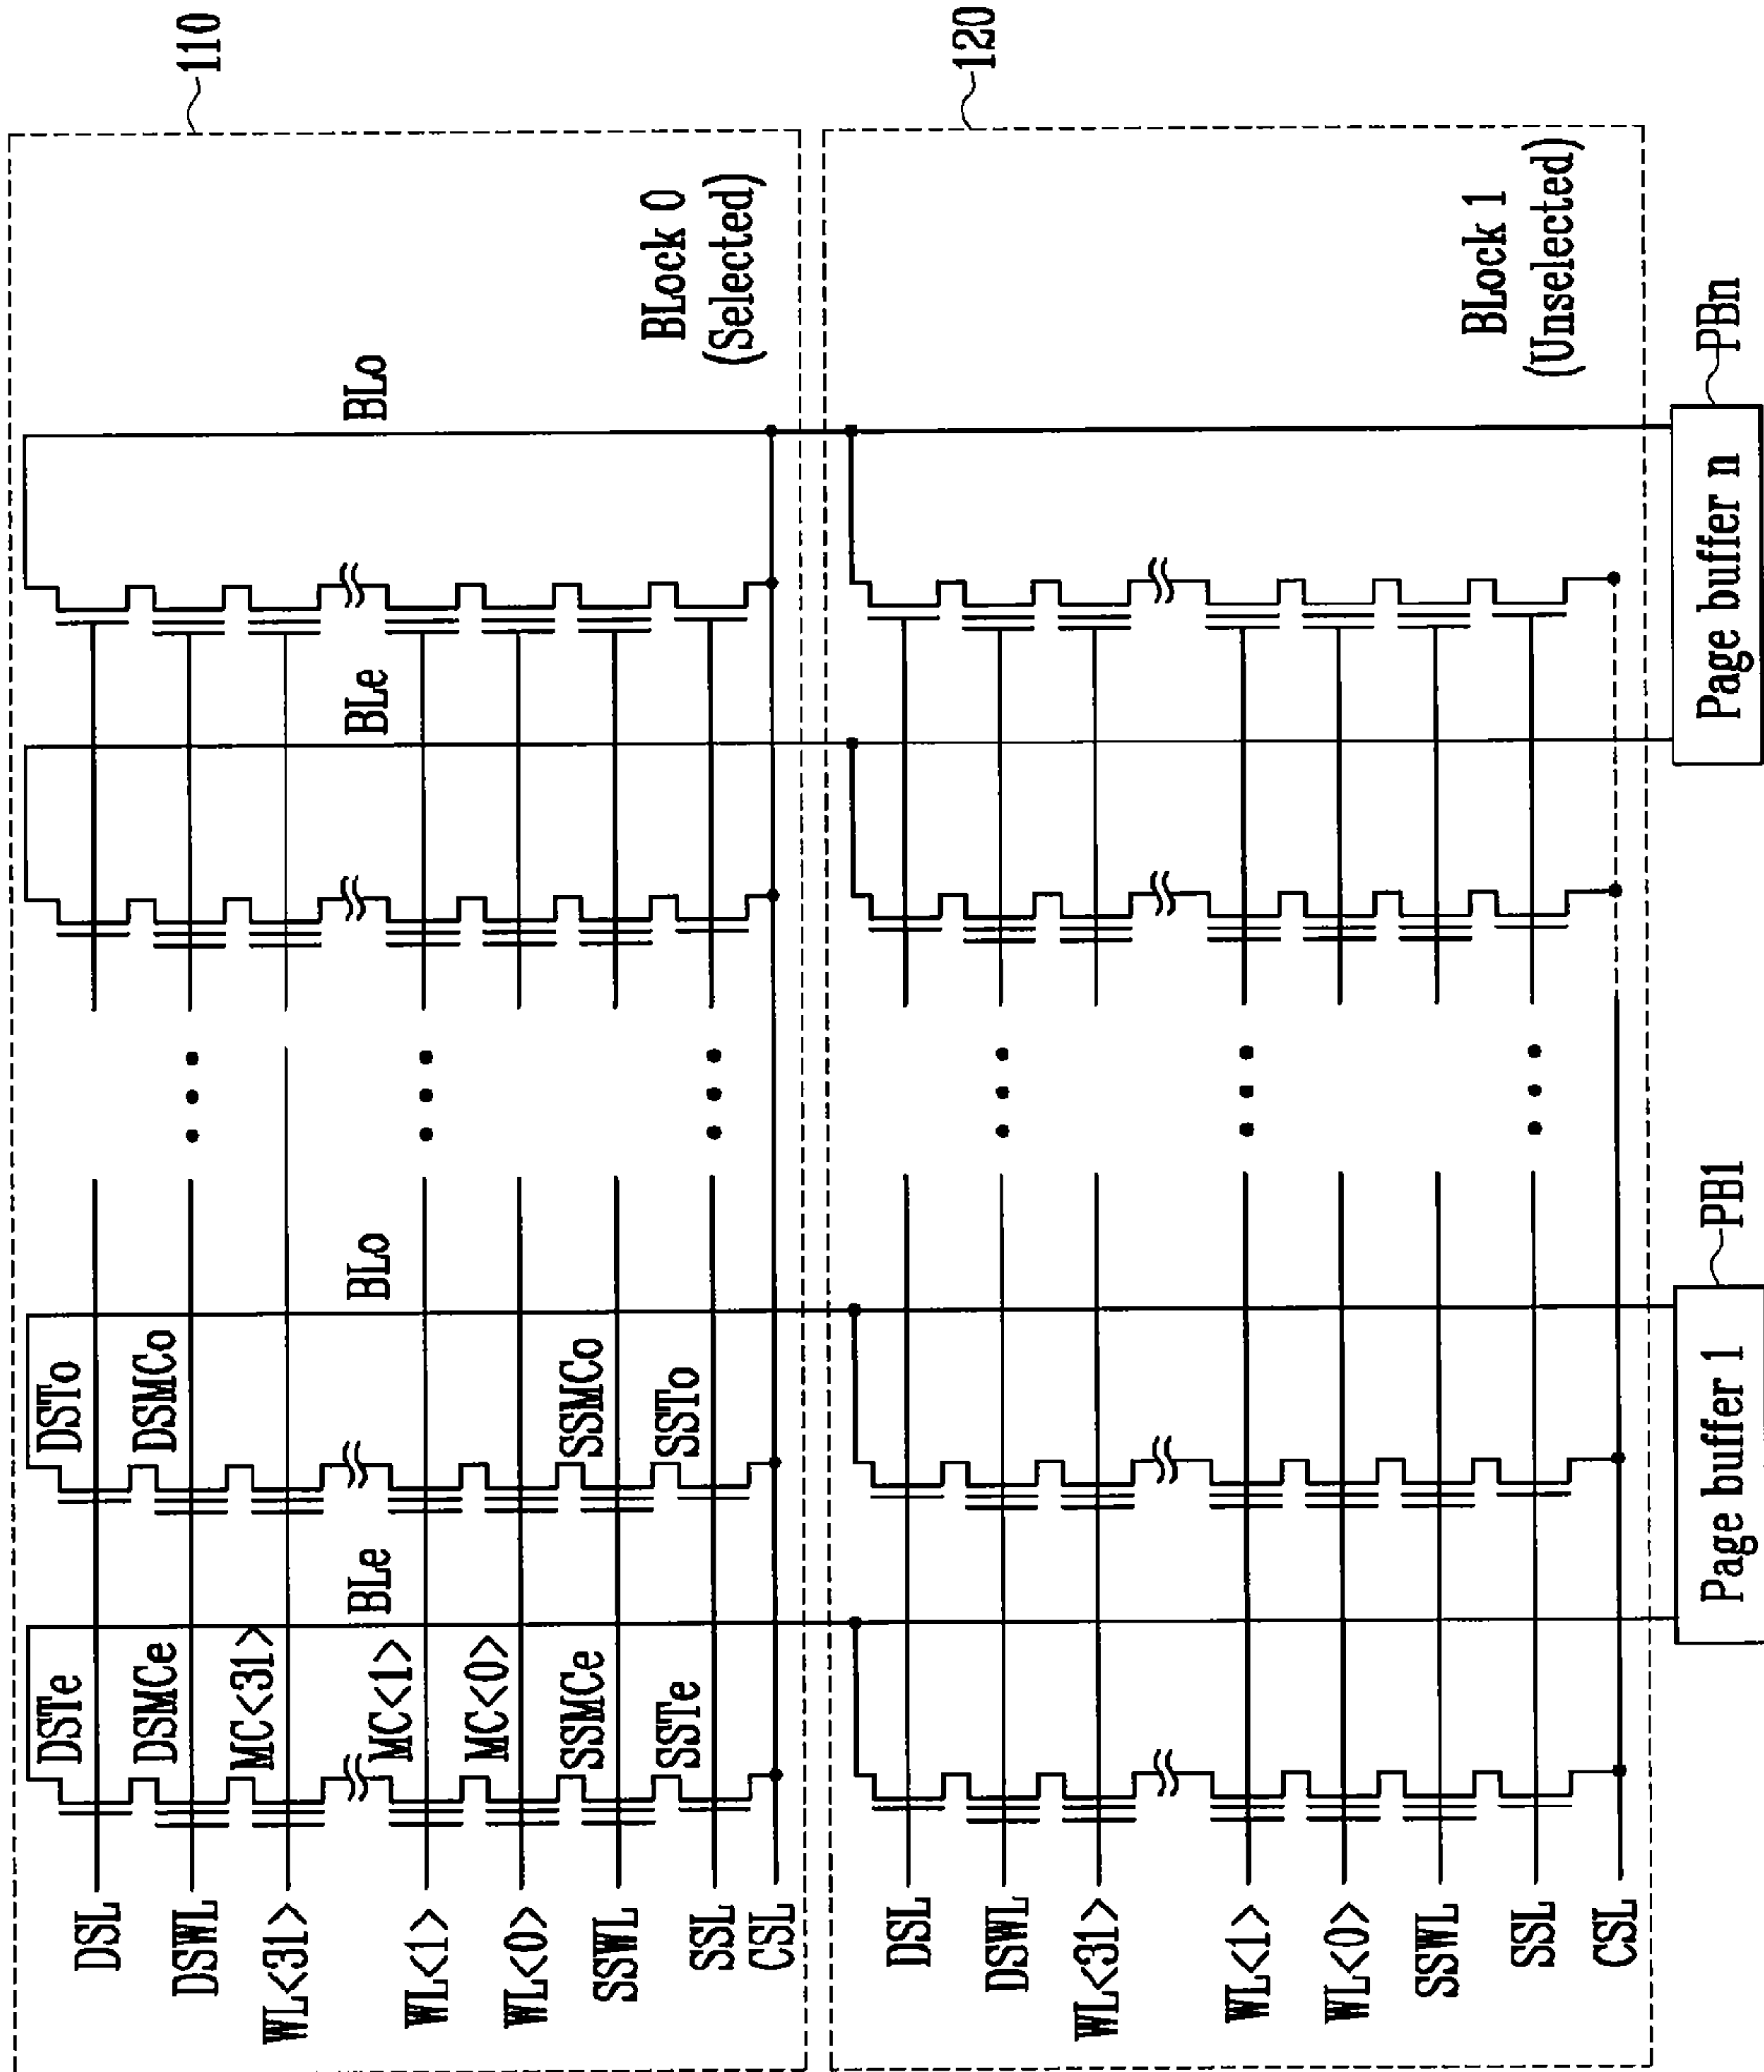 110
DSL
DSTe
DSTo
DSWL
DSMCe
DSMCo
WL<31>
MC<31>
BLe
BLo
BLe
BLo
WL<1>
MC<1>
WL<0>
MC<0>
SSWL
SSMCe
SSMCo
SSL
SSTe
SSTo
CSL
BLock 0
(Selected)
120
DSL
DSWL
WL<31>
WL<1>
WL<0>
SSWL
SSL
CSL
BLock 1
(Unselected)
Page buffer 1
PB1
Page buffer n
PBn